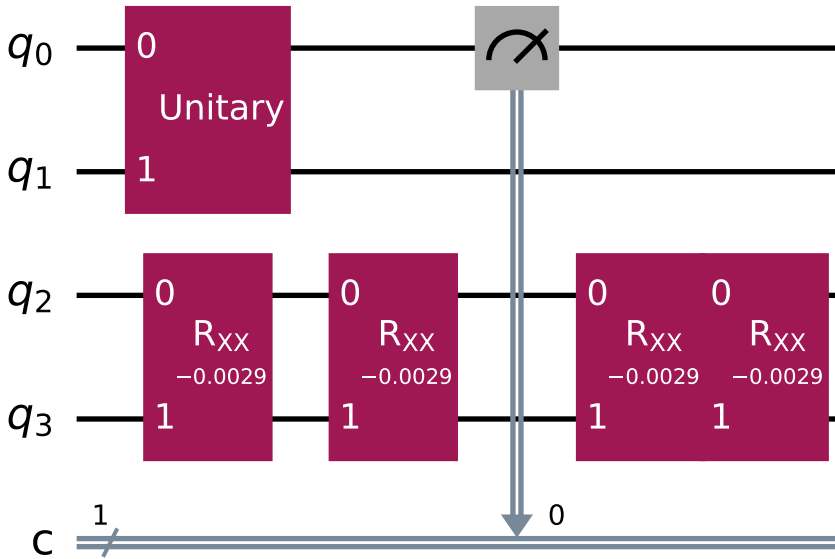 q0 0
Unitary
q1 1
q2 0 0 0 0
RXX RXX RXX RXX
−0.0029 −0.0029 −0.0029 −0.0029
q3 1 1 1 1
1 0
c